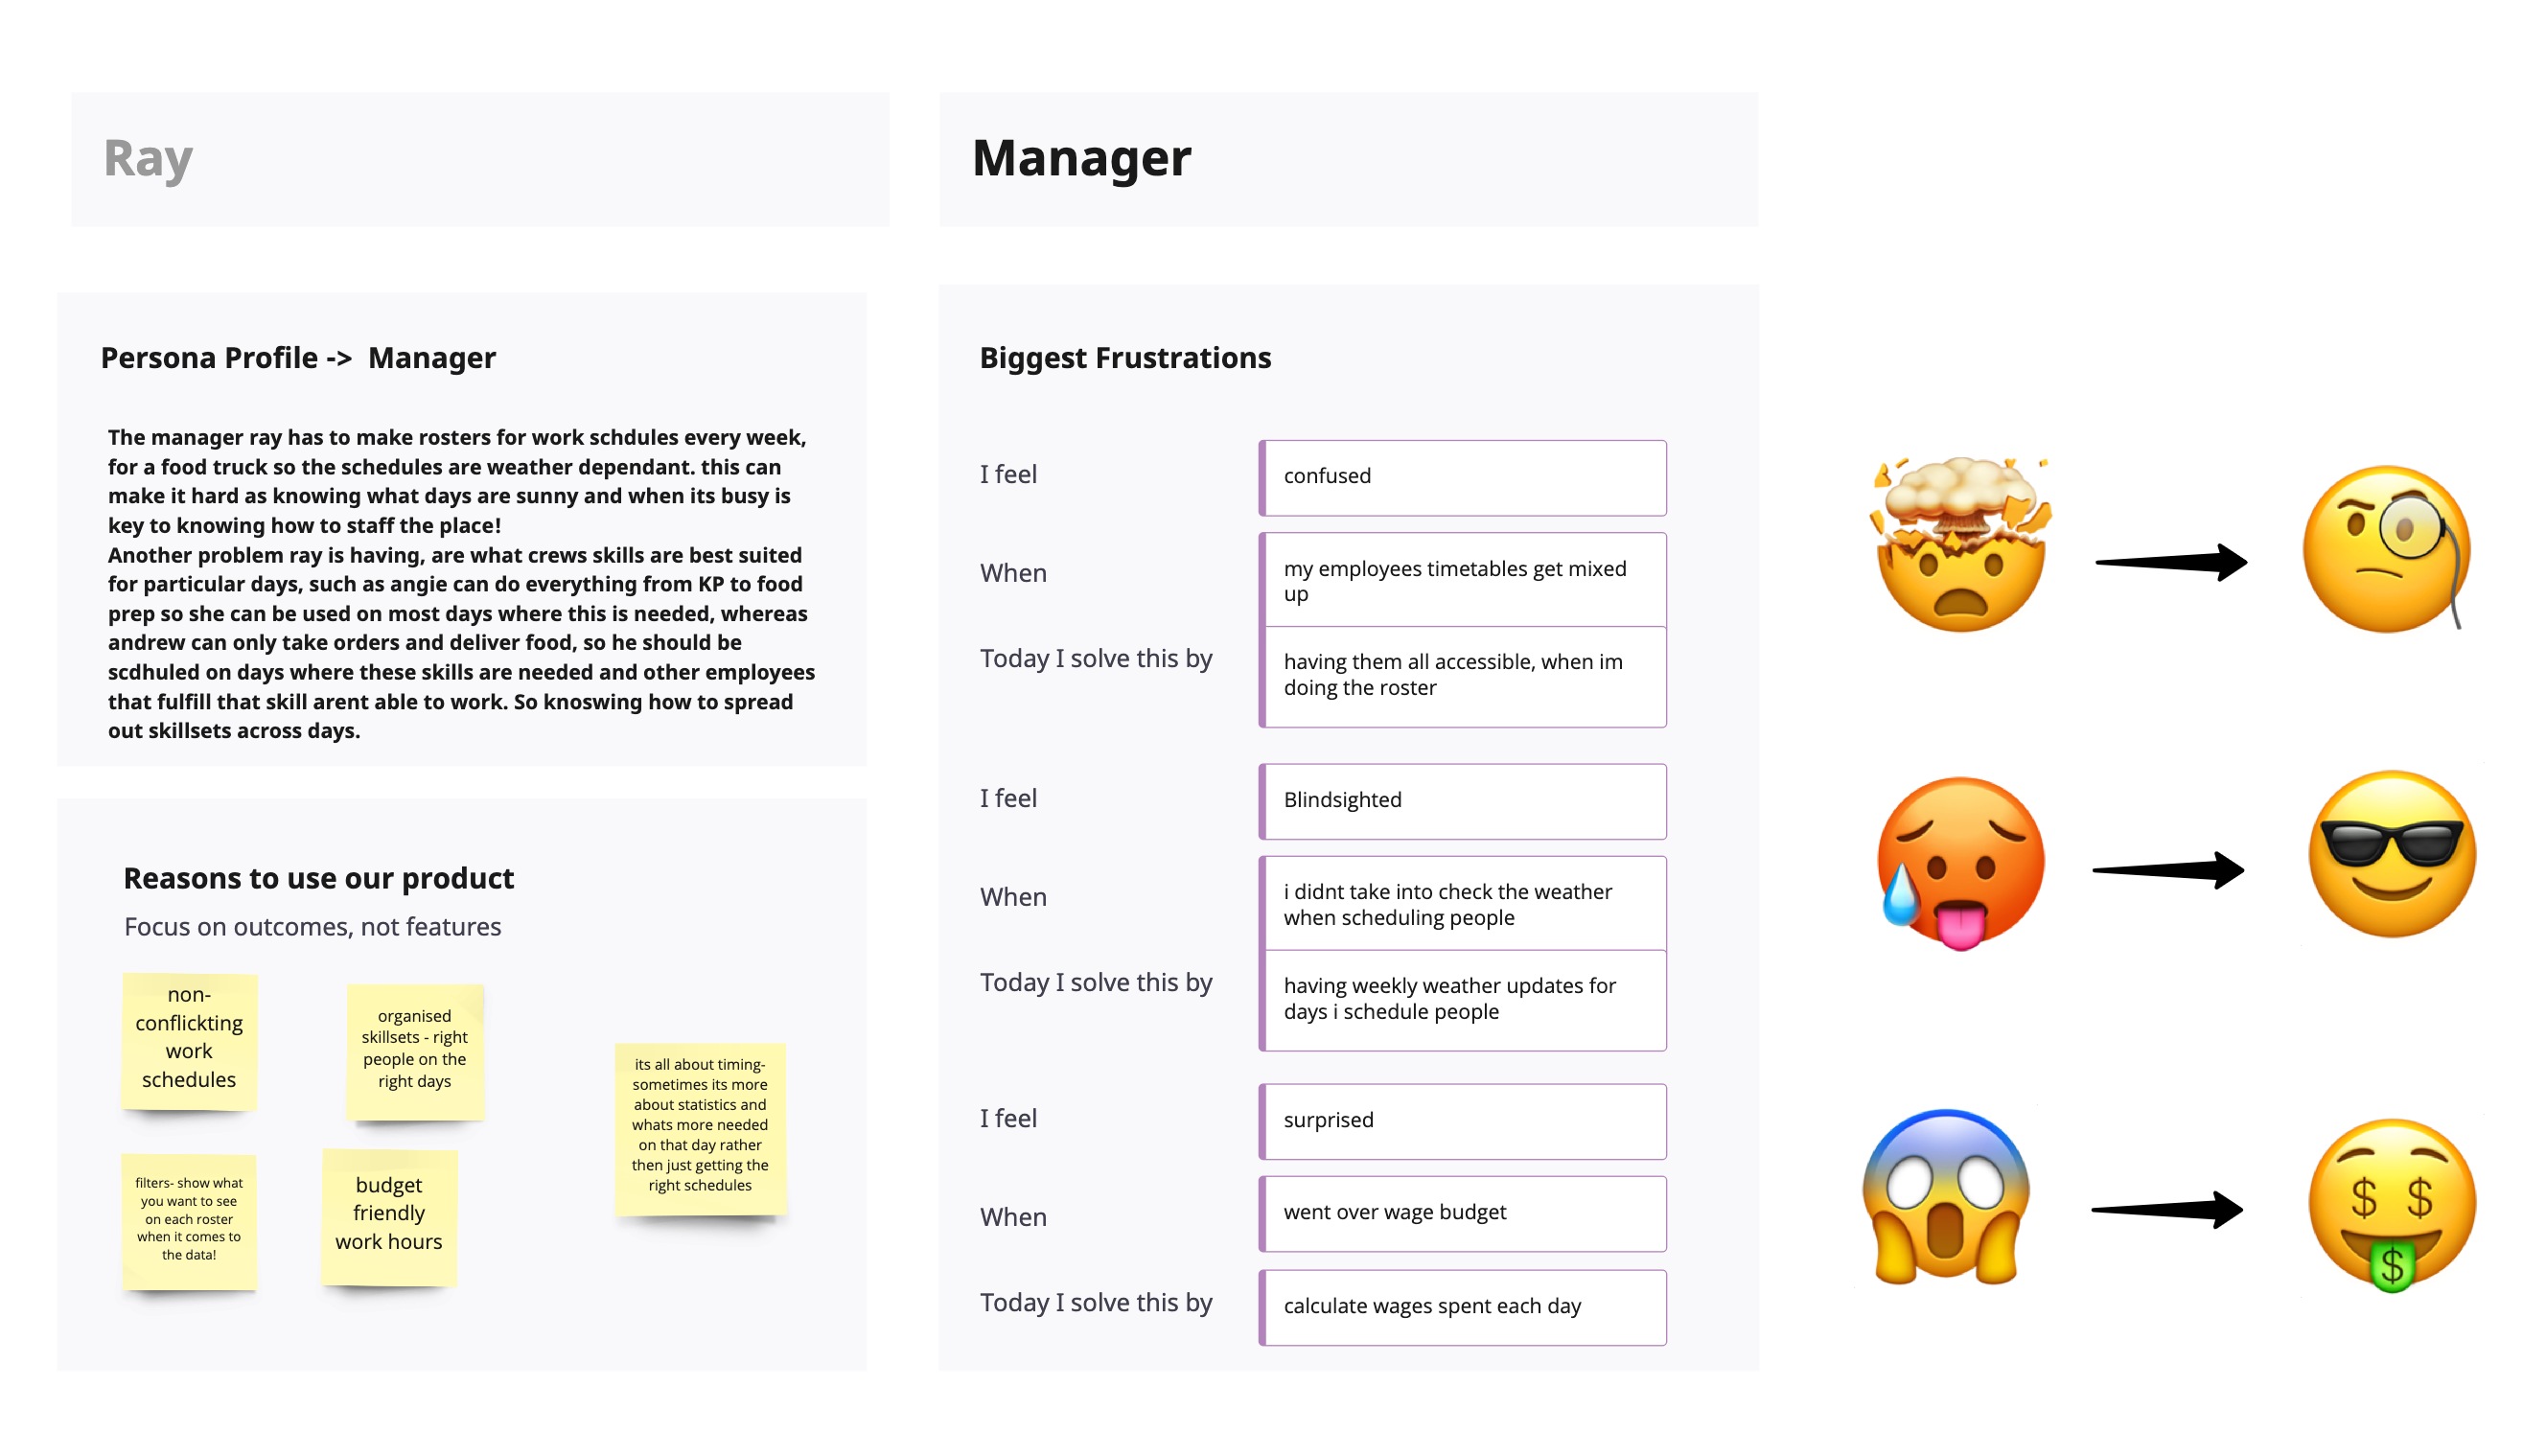 Ray
Manager
Persona Profile -> Manager
The manager ray has to make rosters for work schdules every week,
for a food truck so the schedules are weather dependant. this can
make it hard as knowing what days are sunny and when its busy is
key to knowing how to staff the place!
Another problem ray is having, are what crews skills are best suited
for particular days, such as angie can do everything from KP to food
prep so she can be used on most days where this is needed, whereas
andrew can only take orders and deliver food, so he should be
scdhuled on days where these skills are needed and other employees
that fulfill that skill arent able to work. So knoswing how to spread
out skillsets across days.
Reasons to use our product
Focus on outcomes, not features
non-
conflickting
work
schedules
organised
skillsets - right
people on the
right days
its all about timing-
sometimes its more
about statistics and
whats more needed
on that day rather
then just getting the
right schedules
filters- show what
you want to see
on each roster
when it comes to
the data!
budget
friendly
work hours
Biggest Frustrations
I feel
confused
When
my employees timetables get mixed
up
Today I solve this by
having them all accessible, when im
doing the roster
I feel
Blindsighted
When
i didnt take into check the weather
when scheduling people
Today I solve this by
having weekly weather updates for
days i schedule people
I feel
surprised
When
went over wage budget
Today I solve this by
calculate wages spent each day
$ $
$